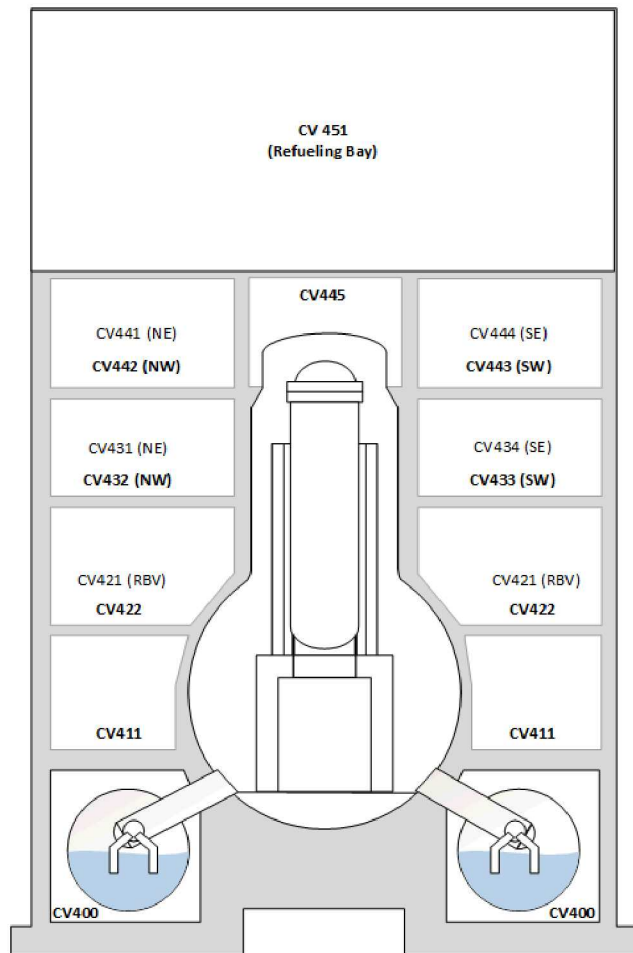 CV 451
(Refueling Bay)
CV445
CV441 (NE)
CV442 (NW)
CV444 (SE)
CV443 (SW)
CV431 (NE)
CV432 (NW)
CV434 (SE)
CV433 (SW)
CV421 (RBV)
CV422
CV421 (RBV)
CV422
CV411
CV411
CV400
CV400